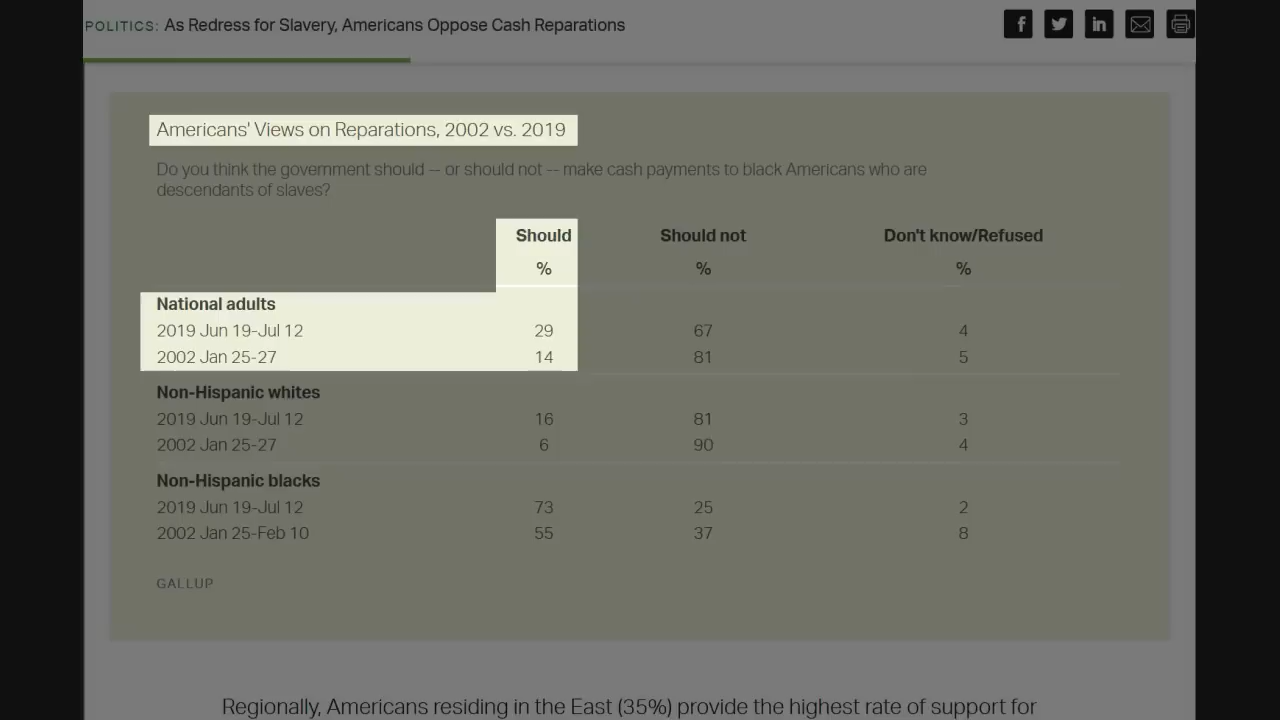 POLITICS: As Redress for Slavery, Americans Oppose Cash Reparations
Americans' Views on Reparations, 2002 vs. 2019
Do you think the government should — or should not -- make cash payments to black Americans who are
descendants of slaves?
Should Should not Don't know/Refused
% % %
National adults
2019 Jun 19-Jul 12 29 67 4
2002 Jan 25-27 14 81 5
Non-Hispanic whites
2019 Jun 19-Jul 12 16 81 3
2002 Jan 25-27 6 90 4
Non-Hispanic blacks
2019 Jun 19-Jul 12 73 25 2
2002 Jan 25-Feb 10 55 37 8
GALLUP
Regionally, Americans residing in the East (35%) provide the highest rate of support for